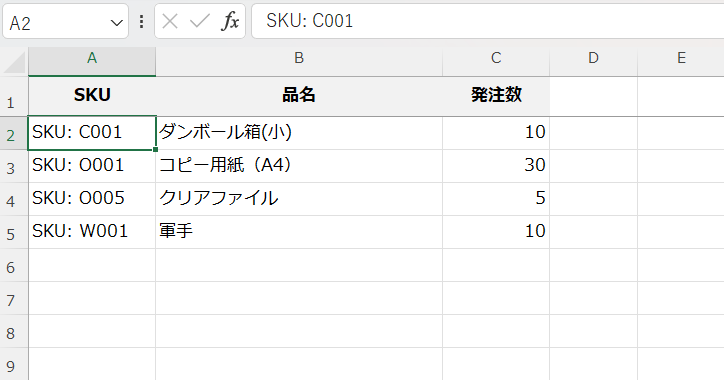 A2 fx SKU: C001
A B C D E
1 SKU 品名 発注数
2 SKU: C001 ダンボール箱(小) 10
3 SKU: O001 コピー用紙（A4） 30
4 SKU: O005 クリアファイル 5
5 SKU: W001 軍手 10
6
7
8
9